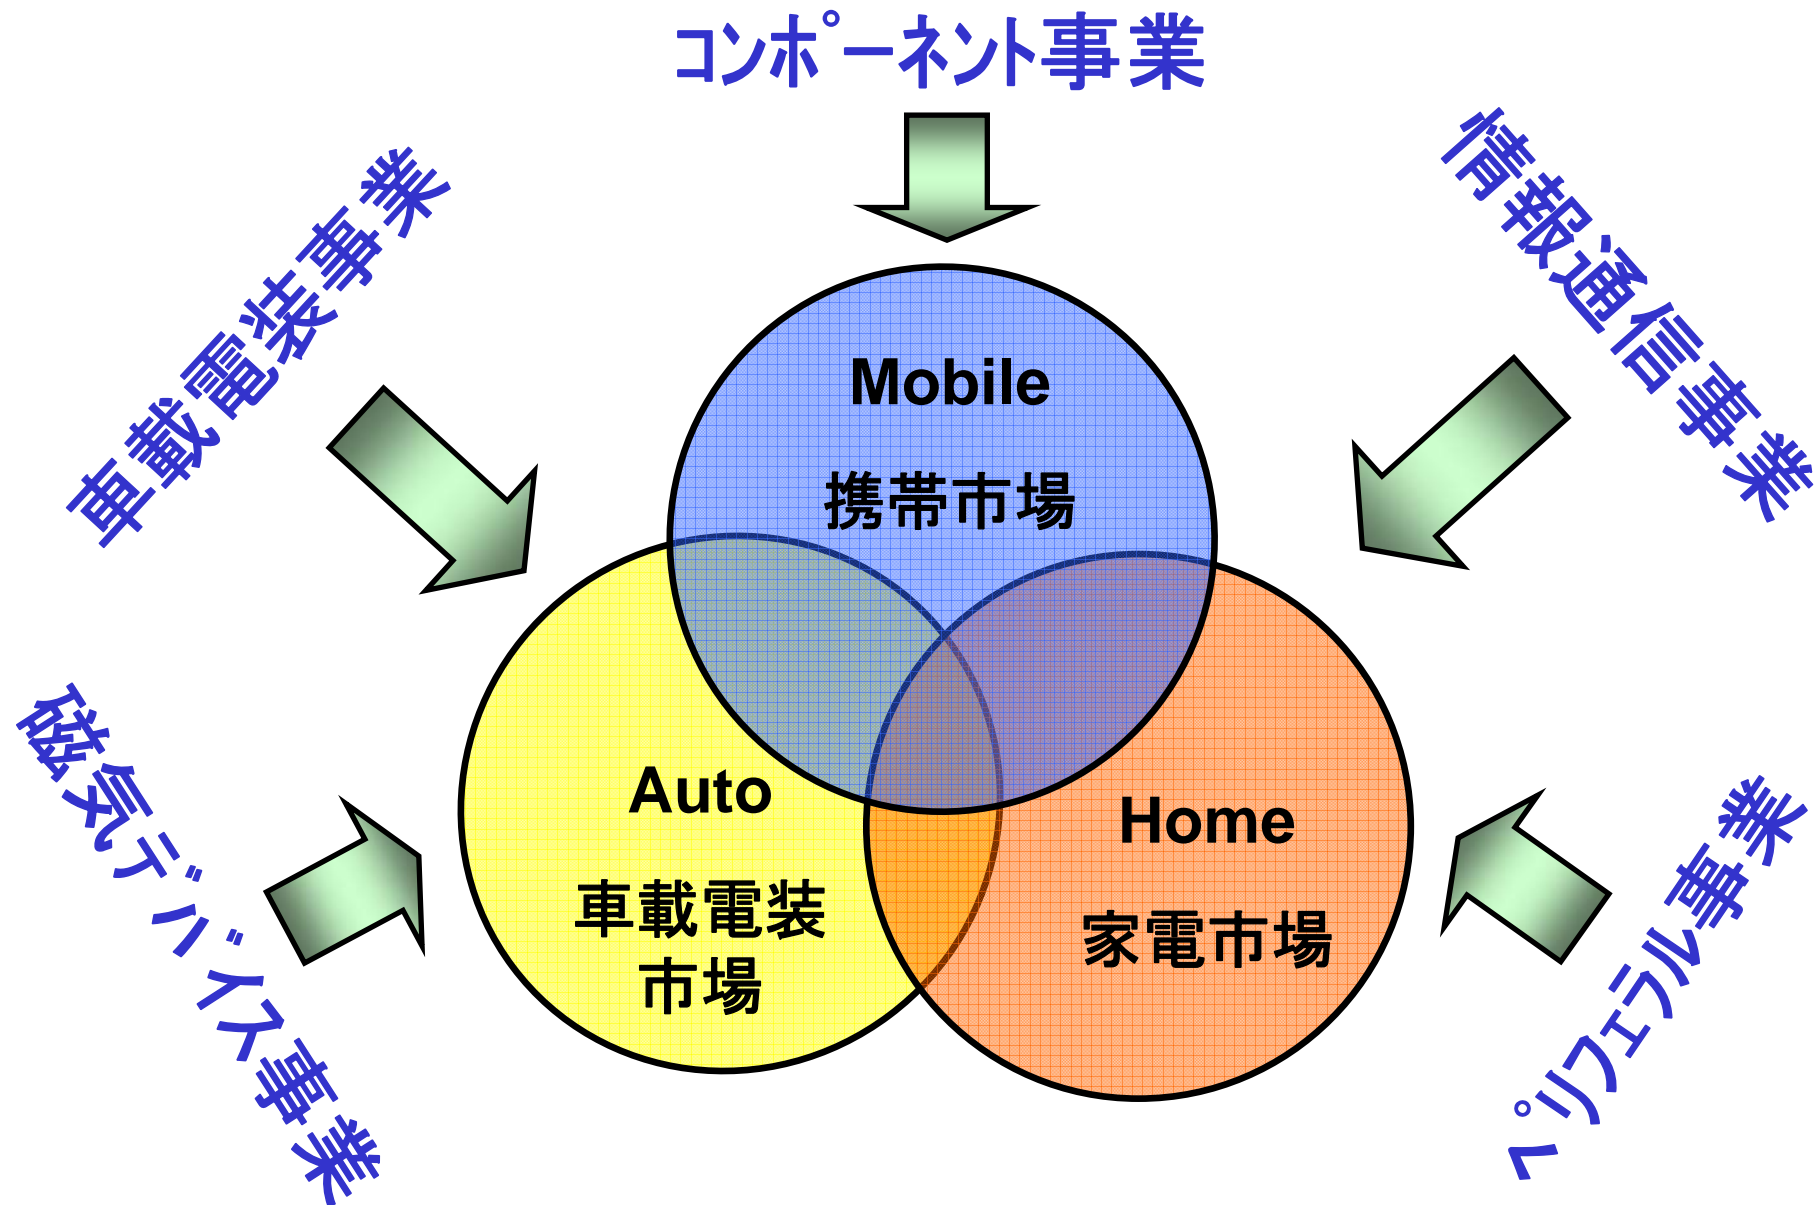 ｺﾝﾎﾟｰﾈﾝﾄ事業
車載電装事業
情報通信事業
Mobile
携帯市場
Auto
車載電装
市場
Home
家電市場
磁気ﾃﾞﾊﾞｲｽ事業
ﾍﾟﾘﾌｪﾗﾙ事業